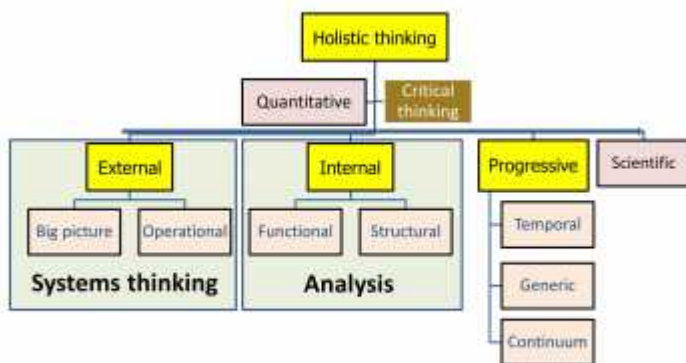 Holistic thinking
Quantitative
Critical
thinking
External
Internal
Progressive
Scientific
Big picture
Operational
Functional
Structural
Temporal
Systems thinking
Analysis
Generic
Continuum